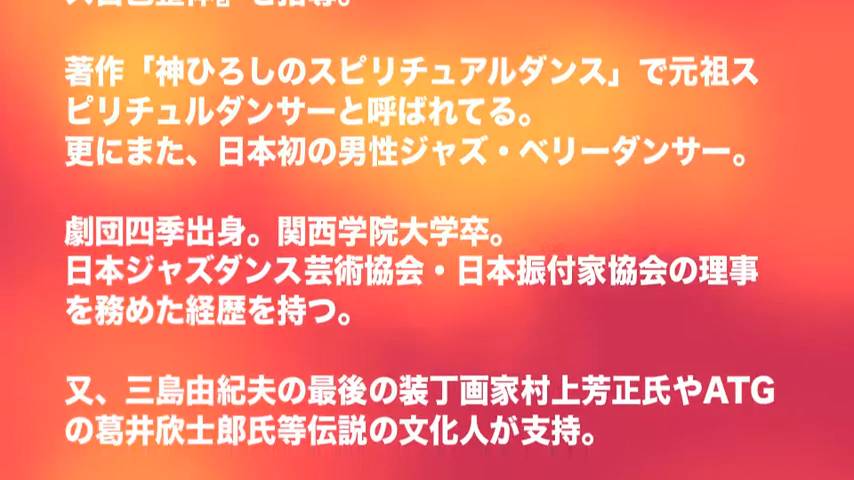 著作「神ひろしのスピリチュアルダンス」で元祖ス
ピリチュルダンサーと呼ばれてる。
更にまた、日本初の男性ジャズ・ベリーダンサー。
劇団四季出身。関西学院大学卒。
日本ジャズダンス芸術協会・日本振付家協会の理事
を務めた経歴を持つ。
又、三島由紀夫の最後の装丁画家村上芳正氏やATG
の葛井欣士郎氏等伝説の文化人が支持。